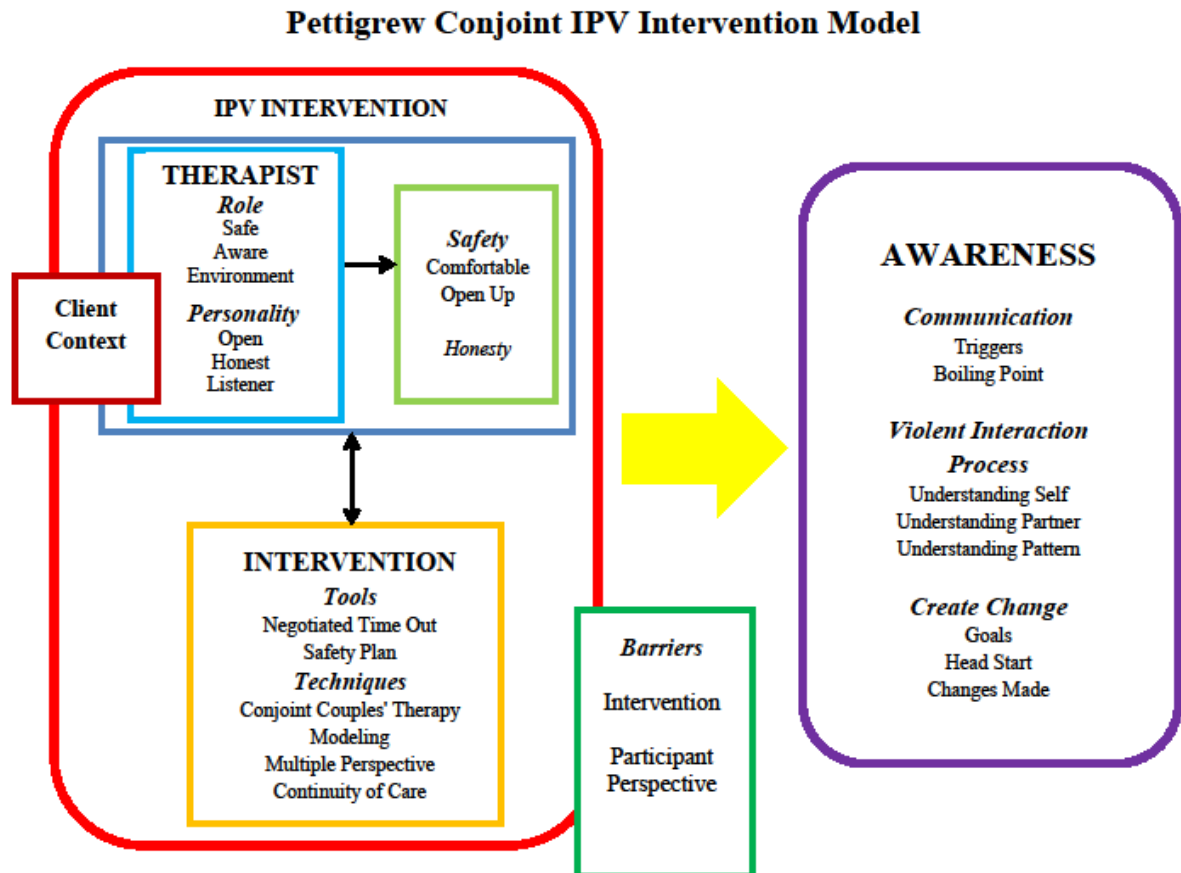 Pettigrew Conjoint IPV Intervention Model
IPV INTERVENTION
THERAPIST
Role
Safe
Aware
Environment
Personality
Open
Honest
Listener
Safety
Comfortable
Open Up
Honesty
Client
Context
INTERVENTION
Tools
Negotiated Time Out
Safety Plan
Techniques
Conjoint Couples' Therapy
Modeling
Multiple Perspective
Continuity of Care
Barriers
Intervention
Participant
Perspective
AWARENESS
Communication
Triggers
Boiling Point
Violent Interaction
Process
Understanding Self
Understanding Partner
Understanding Pattern
Create Change
Goals
Head Start
Changes Made